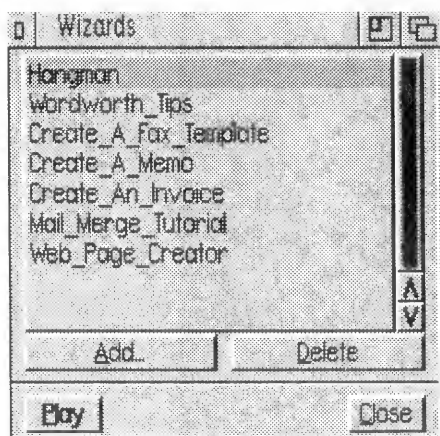 Wizards
Hangman
Wordworth_Tips
Create_A_Fax_Template
Create_A_Memo
Create_An_Invoice
Mail_Merge_Tutorial
Web_Page_Creator
Add... Delete
Play Close